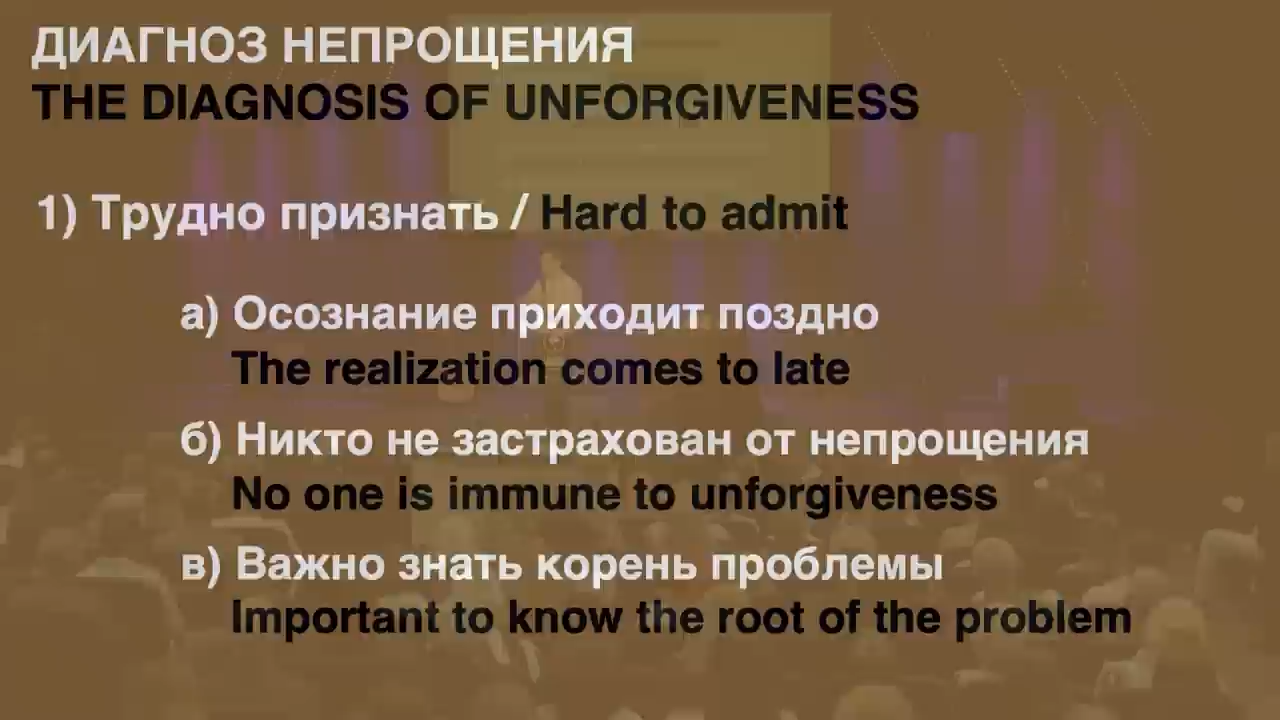 ДИАГНОЗ НЕПРОЩЕНИЯ
THE DIAGNOSIS OF UNFORGIVENESS
1) Трудно признать / Hard to admit
а) Осознание приходит поздно
The realization comes to late
б) Никто не застрахован от непрощения
No one is immune to unforgiveness
в) Важно знать корень проблемы
Important to know the root of the problem